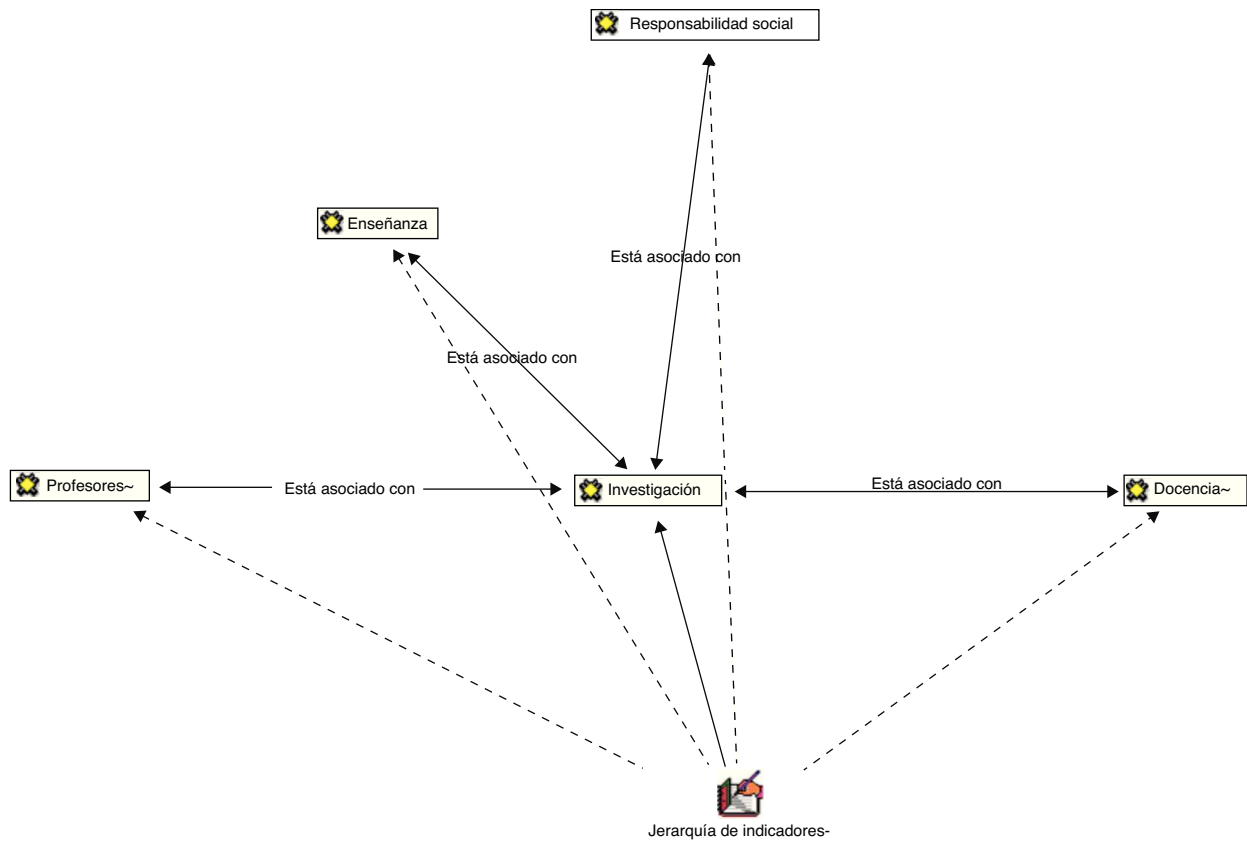 Responsabilidad social
Enseñanza
Está asociado con
Está asociado con
Profesores~
Está asociado con
Investigación
Está asociado con
Docencia~
Jerarquía de indicadores-